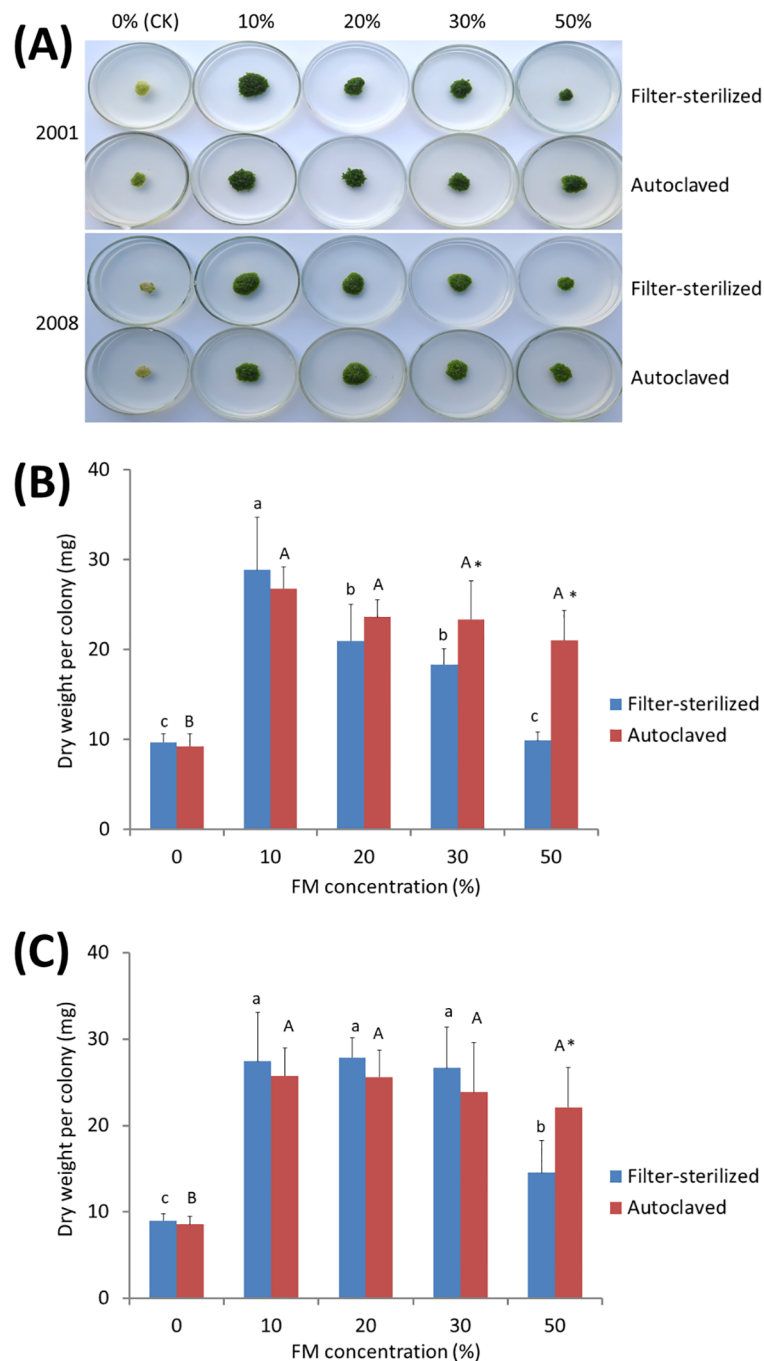 (A)
0% (CK) 10% 20% 30% 50%
2001
Filter-sterilized
Autoclaved
2008
Filter-sterilized
Autoclaved
(B)
Dry weight per colony (mg)
40
30
20
10
0
c B
a A
b A
b A *
c A *
0 10 20 30 50
FM concentration (%)
Filter-sterilized
Autoclaved
(C)
Dry weight per colony (mg)
40
30
20
10
0
c B
a A
a A
a A
b A *
0 10 20 30 50
FM concentration (%)
Filter-sterilized
Autoclaved